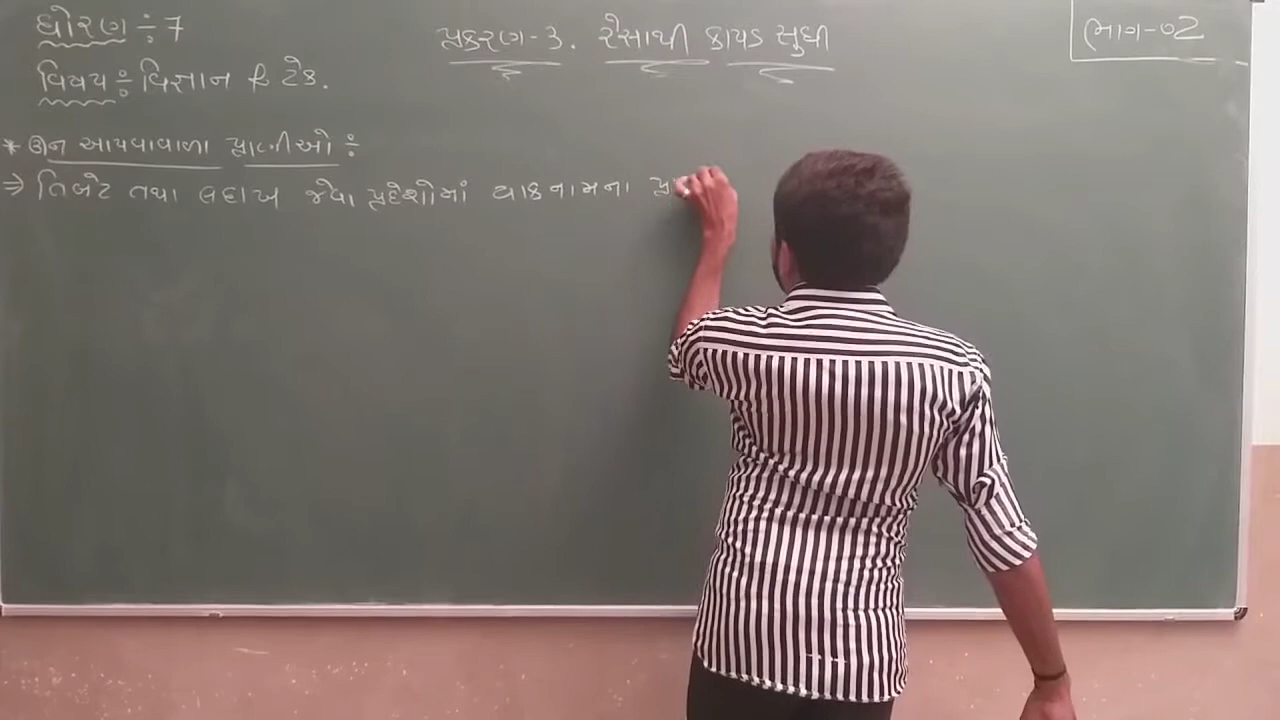 ધોરણ ÷ 7
પ્રકરણ-3. રેસાથી કાપડ સુધી
ભાગ-02
વિષય ÷ વિજ્ઞાન & ટેક.
* ઊન આપવાવાળા પ્રાણીઓ ÷
⇒ તિબેટ તથા લદાખ જેવા પ્રદેશોમાં યાકનામના